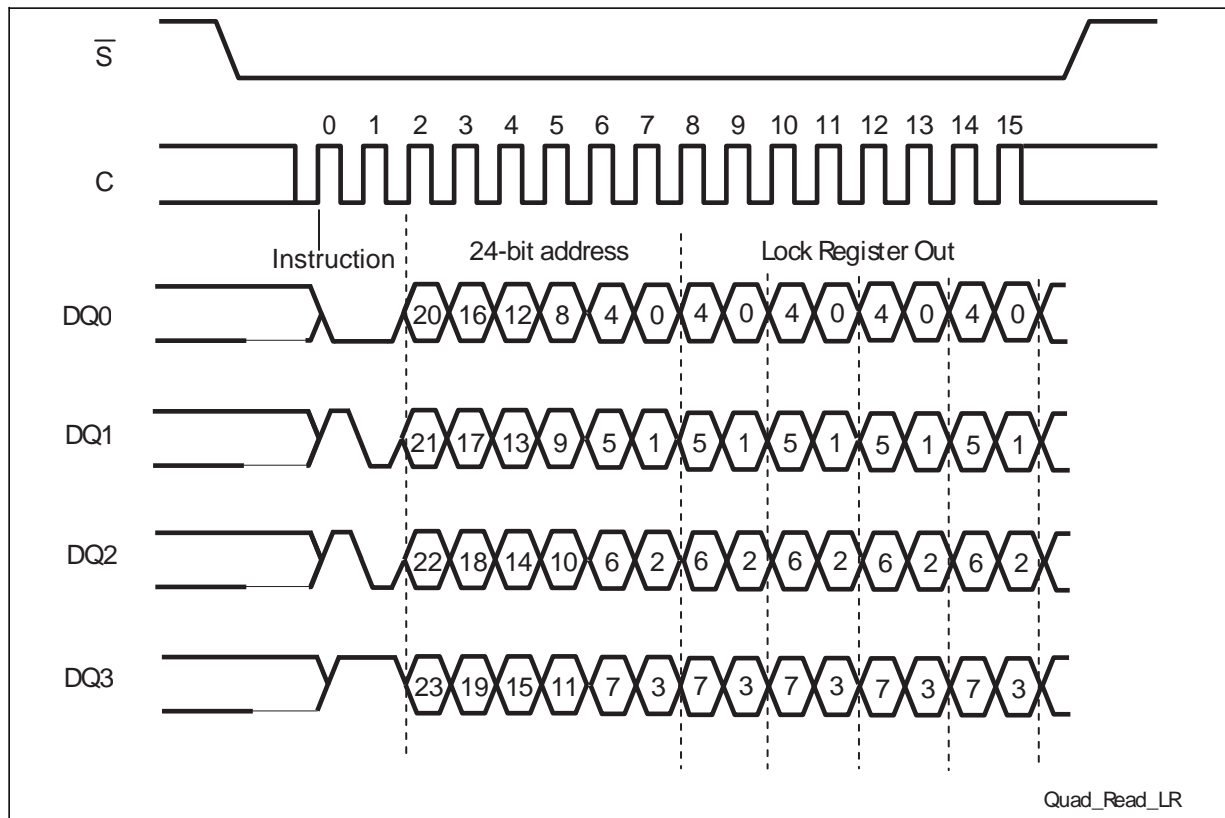 S
0 1 2 3 4 5 6 7 8 9 10 11 12 13 14 15
C
Instruction 24-bit address Lock Register Out
DQ0 20 16 12 8 4 0 4 0 4 0 4 0 4 0
DQ1 21 17 13 9 5 1 5 1 5 1 5 1 5 1
DQ2 22 18 14 10 6 2 6 2 6 2 6 2 6 2
DQ3 23 19 15 11 7 3 7 3 7 3 7 3 7 3
Quad_Read_LR